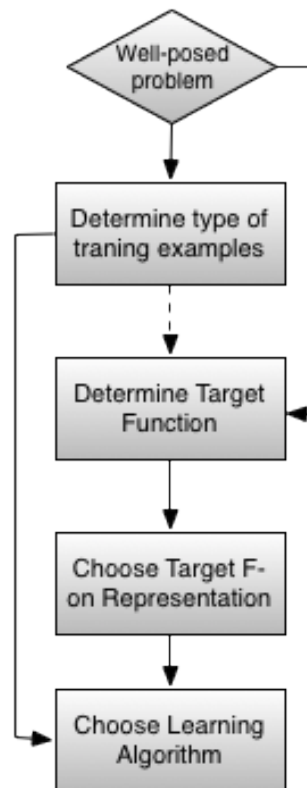 Well-posed
problem
Determine type of
traning examples
Determine Target
Function
Choose Target F-
on Representation
Choose Learning
Algorithm